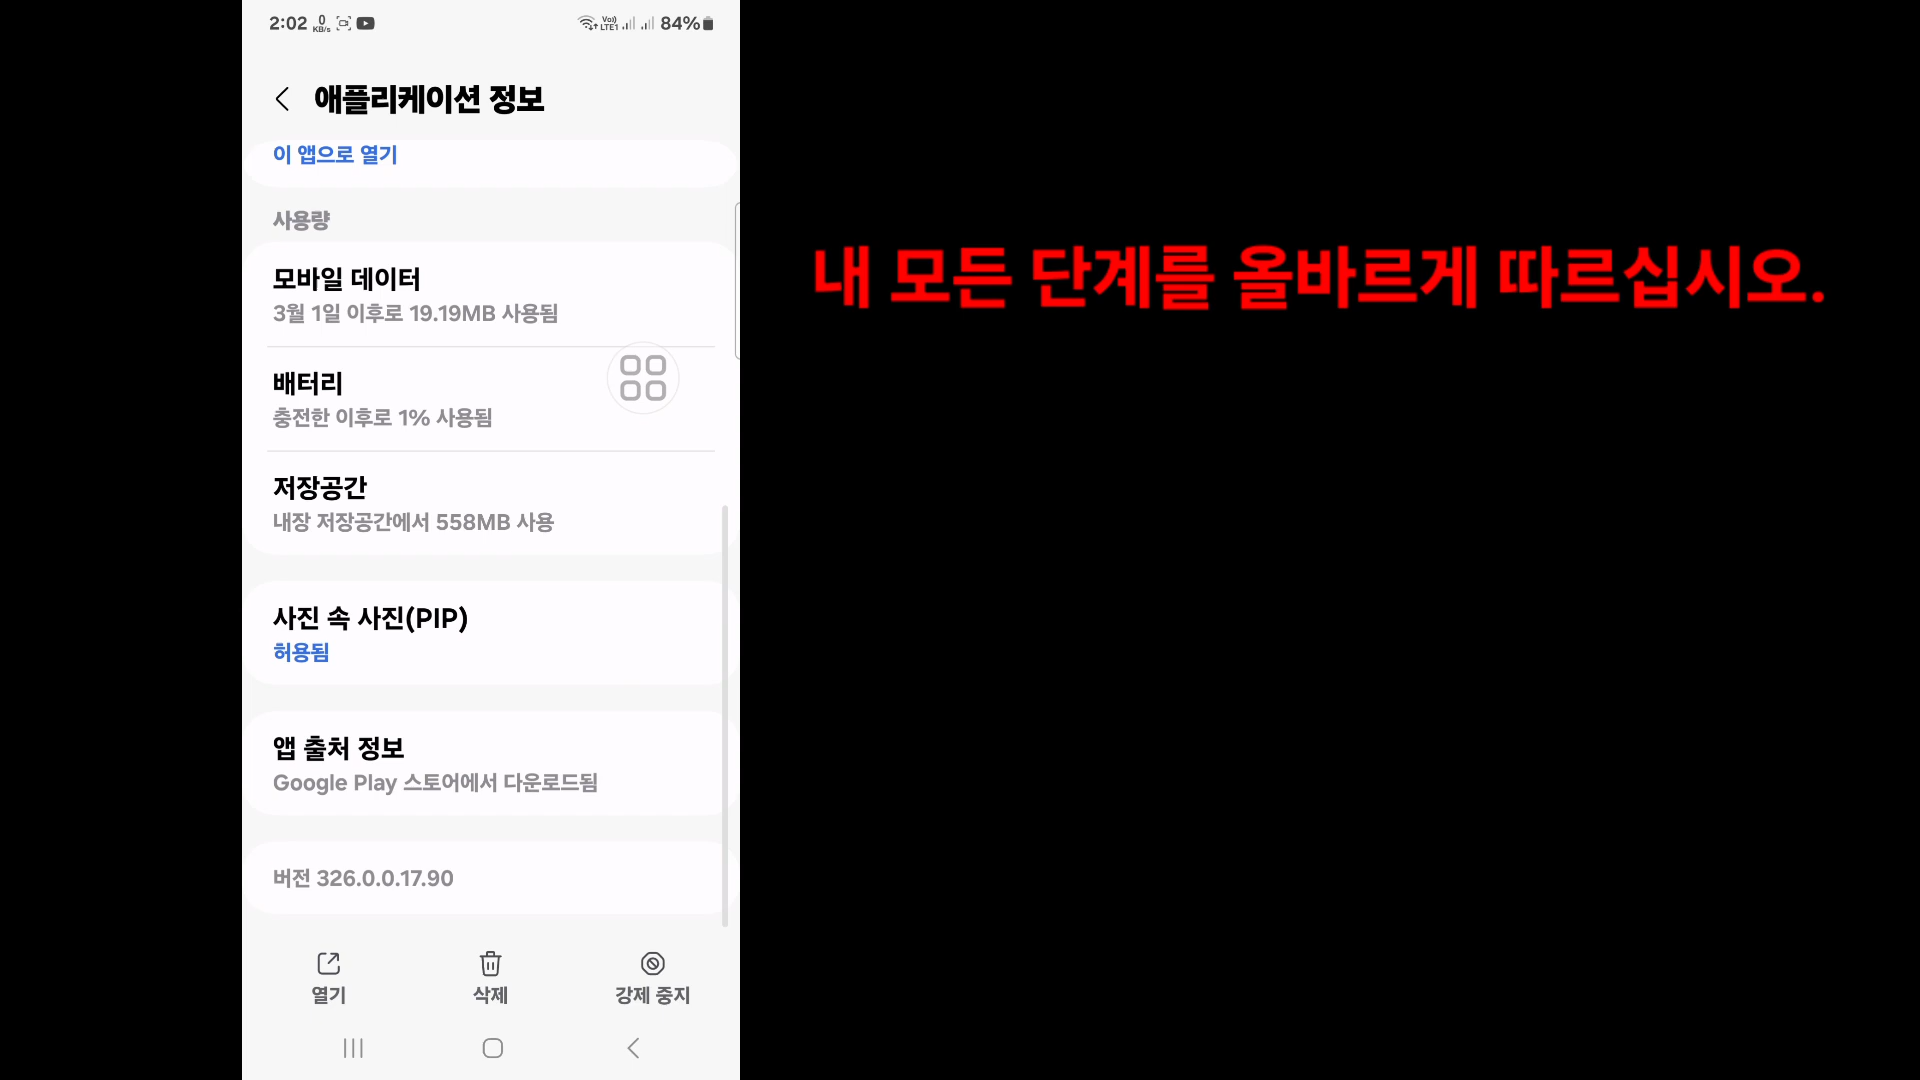 2:02 0 KB/s Vo)) LTE1 84%
애플리케이션 정보
이 앱으로 열기
사용량
모바일 데이터
3월 1일 이후로 19.19MB 사용됨
배터리
충전한 이후로 1% 사용됨
저장공간
내장 저장공간에서 558MB 사용
사진 속 사진(PIP)
허용됨
앱 출처 정보
Google Play 스토어에서 다운로드됨
버전 326.0.0.17.90
열기 삭제 강제 중지
내 모든 단계를 올바르게 따르십시오.